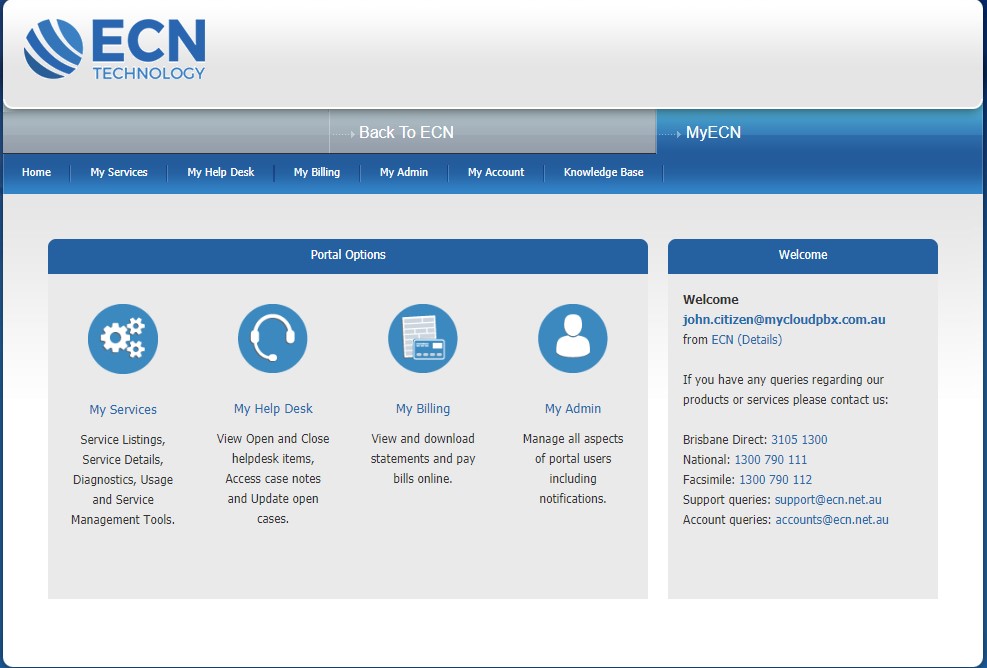 ECN
TECHNOLOGY
Back To ECN
MyECN
Home
My Services
My Help Desk
My Billing
My Admin
My Account
Knowledge Base
Portal Options
My Services
Service Listings,
Service Details,
Diagnostics, Usage
and Service
Management Tools.
My Help Desk
View Open and Close
helpdesk items,
Access case notes
and Update open
cases.
My Billing
View and download
statements and pay
bills online.
My Admin
Manage all aspects
of portal users
including
notifications.
Welcome
Welcome
john.citizen@mycloudpbx.com.au
from ECN (Details)
If you have any queries regarding our
products or services please contact us:
Brisbane Direct: 3105 1300
National: 1300 790 111
Facsimile: 1300 790 112
Support queries: support@ecn.net.au
Account queries: accounts@ecn.net.au